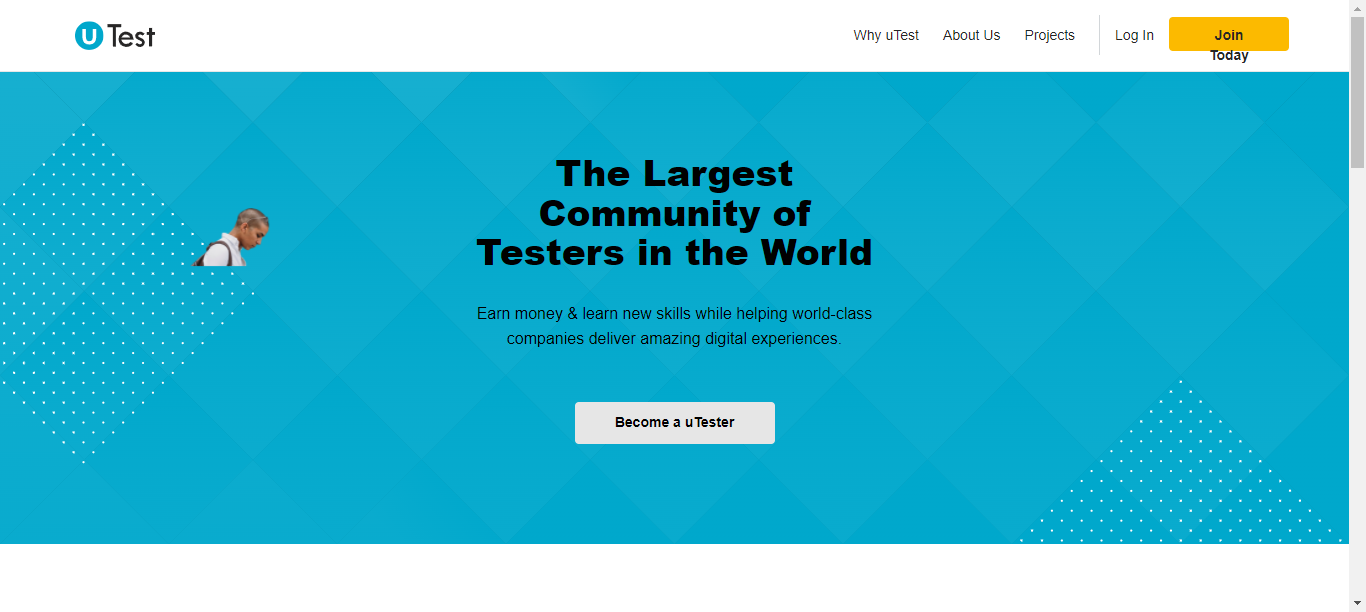 uTest
Why uTest
About Us
Projects
Log In
Join
Today
The Largest
Community of
Testers in the World
Earn money & learn new skills while helping world-class
companies deliver amazing digital experiences.
Become a uTester